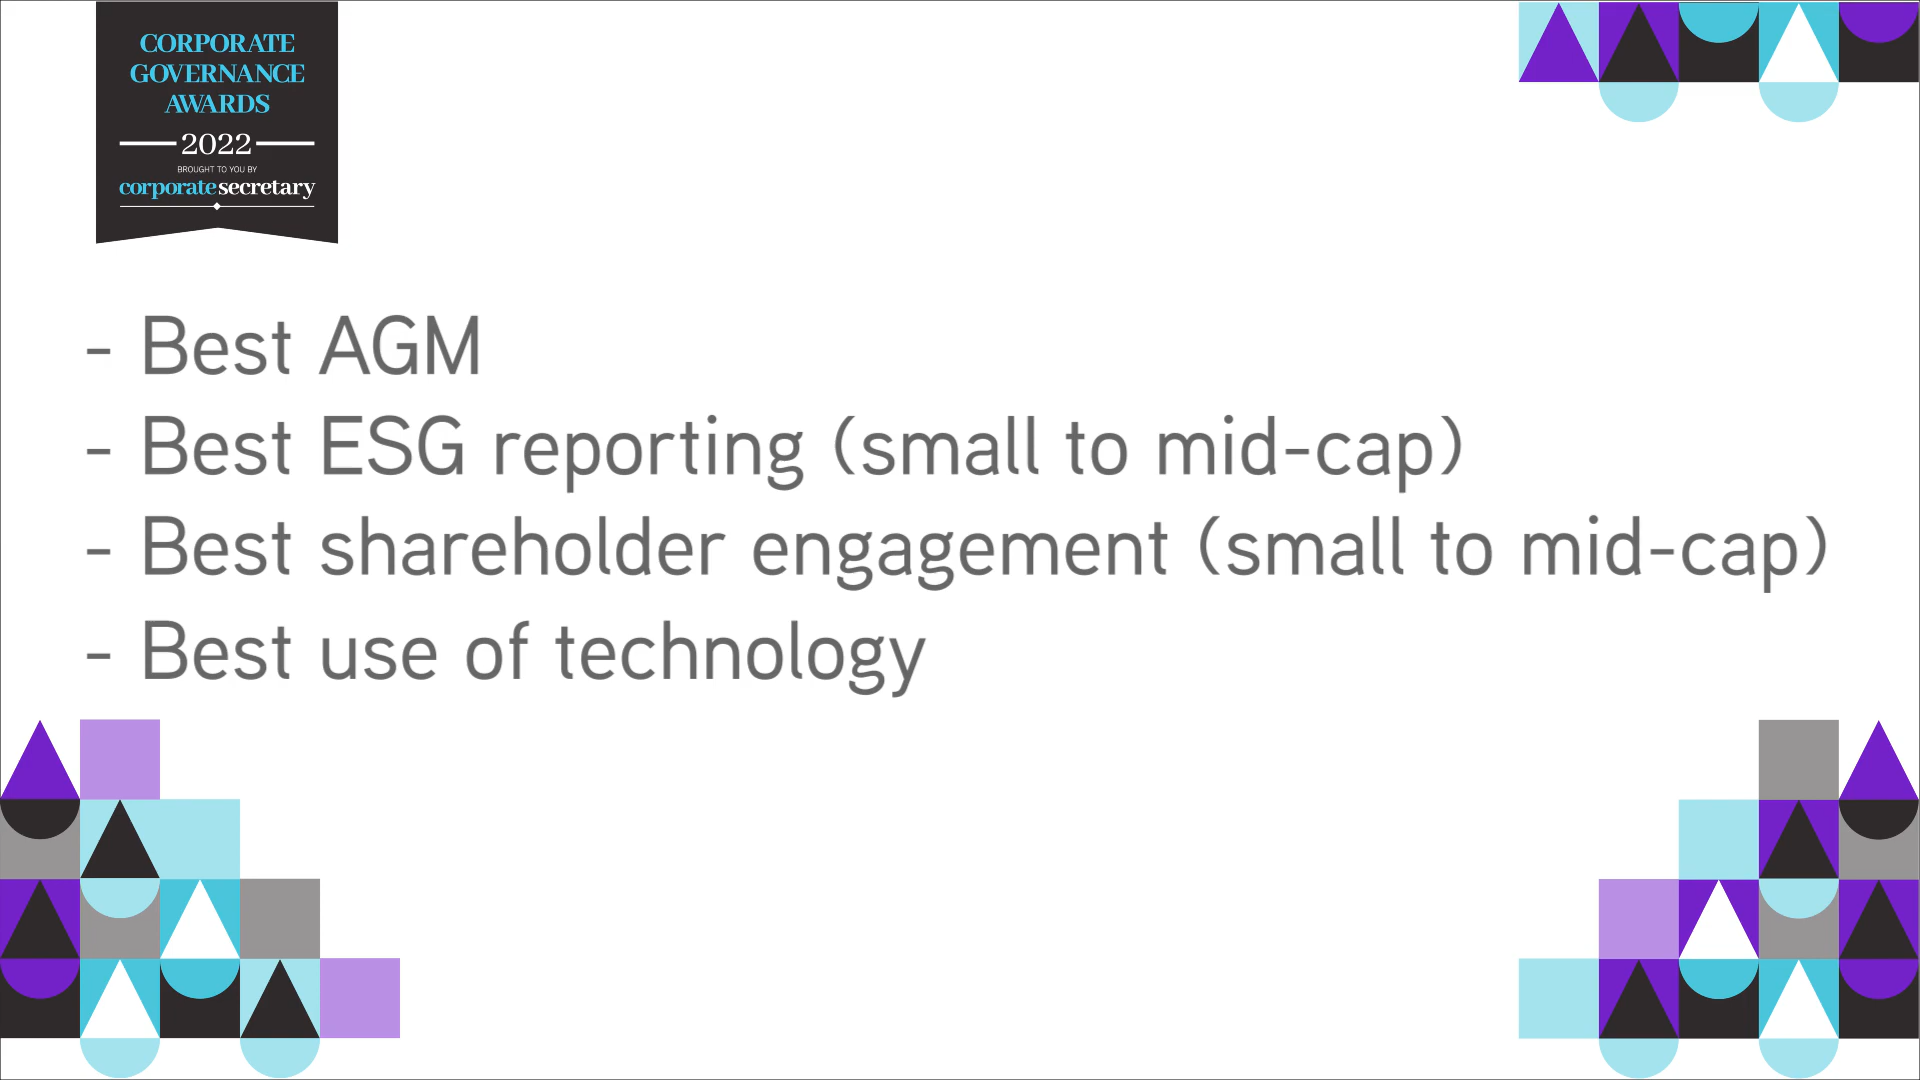 CORPORATE
GOVERNANCE
AWARDS
2022
BROUGHT TO YOU BY
corporatesecretary
- Best AGM
- Best ESG reporting (small to mid-cap)
- Best shareholder engagement (small to mid-cap)
- Best use of technology